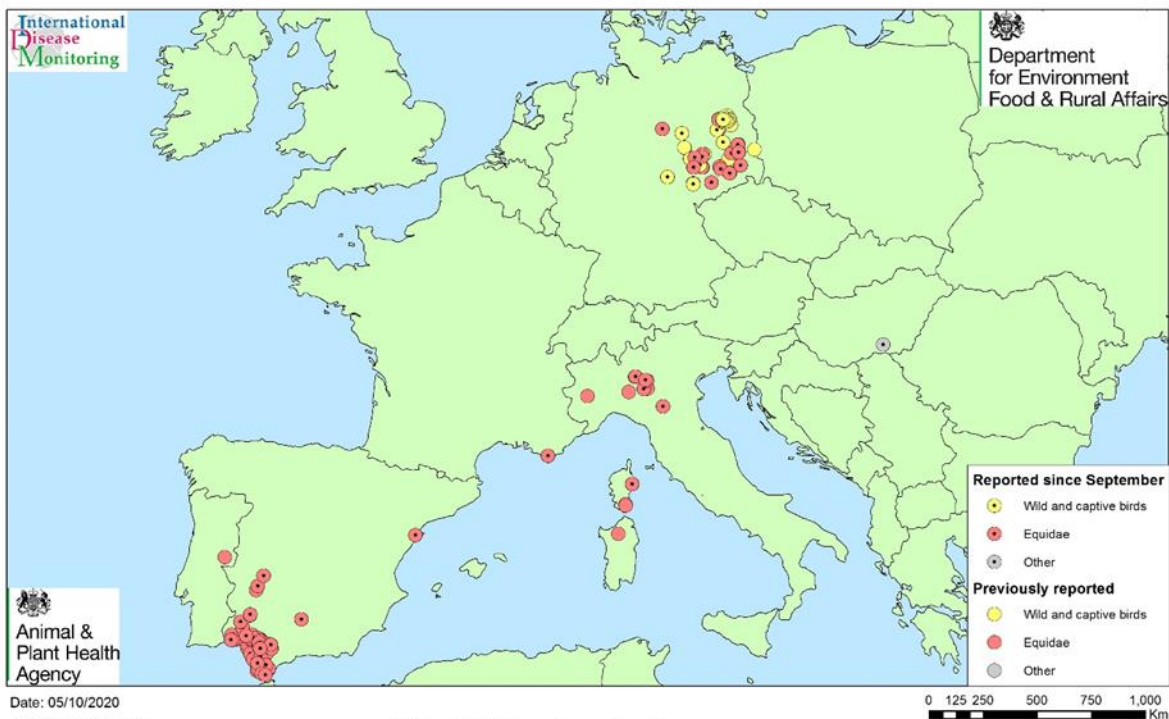 International
Disease
Monitoring
Department
for Environment
Food & Rural Affairs
Reported since September
Wild and captive birds
Equidae
Other
Previously reported
Wild and captive birds
Equidae
Other
Animal &
Plant Health
Agency
Date: 05/10/2020
0 125 250 500 750 1,000
Km